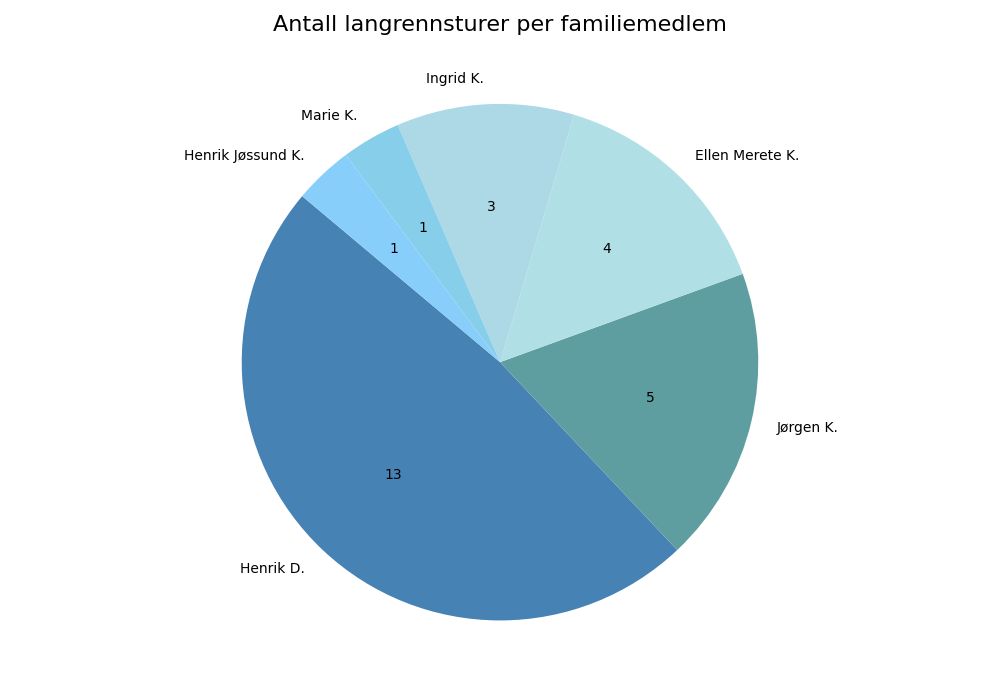 Antall langrennsturer per familiemedlem
Ingrid K.
Marie K.
Henrik Jøssund K.
Ellen Merete K.
3
1
1
4
5
Jørgen K.
13
Henrik D.